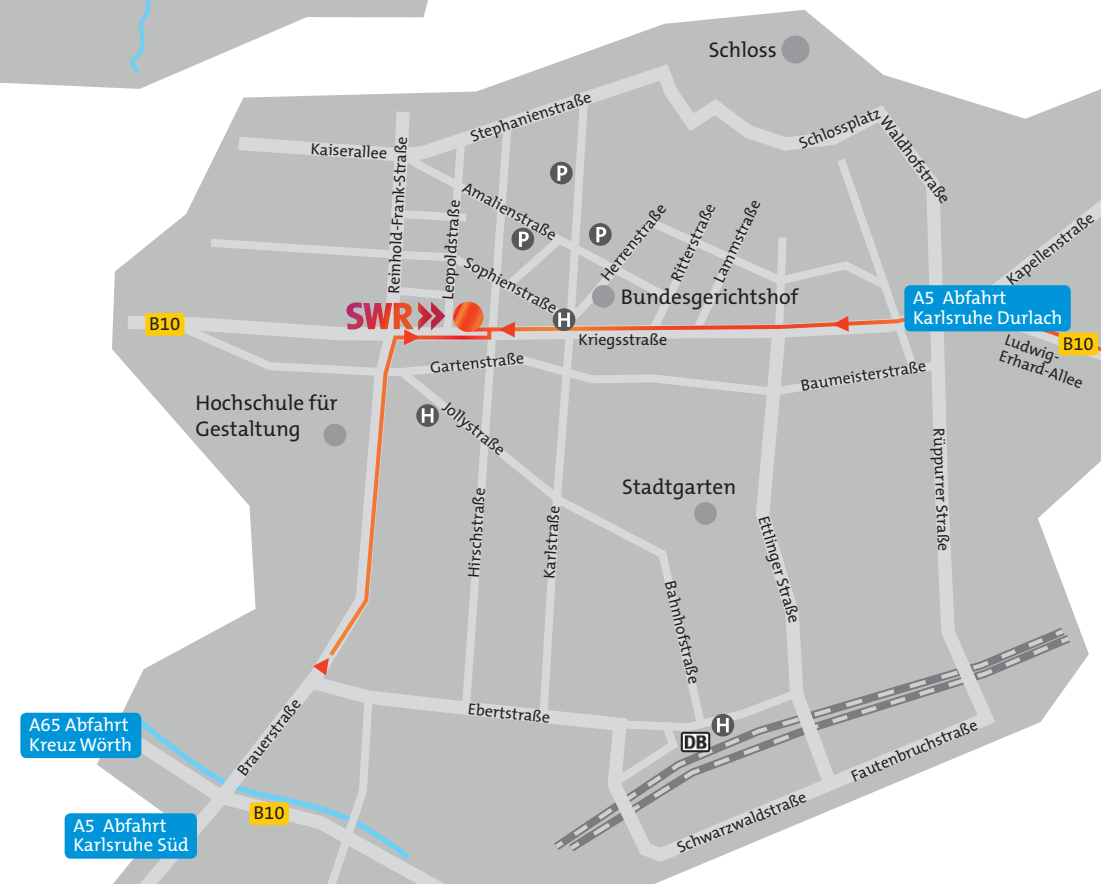 Schloss
Stephanienstraße
Schlossplatz
Waldhofstraße
Kaiserallee
Reinhold-Frank-Straße
P
Amalienstraße
Leopoldstraße
P
P
Herrenstraße
Ritterstraße
Lammstraße
Kapellenstraße
Sophienstraße
Bundesgerichtshof
A5 Abfahrt
Karlsruhe Durlach
SWR
H
B10
Kriegsstraße
B10
Ludwig-
Erhard-Allee
Gartenstraße
Baumeisterstraße
Hochschule für
Gestaltung
H
Jollystraße
Rüppurrer Straße
Stadtgarten
Hirschstraße
Karlstraße
Ettlinger Straße
Bahnhofstraße
Ebertstraße
Brauerstraße
H
DB
A65 Abfahrt
Kreuz Wörth
Fautenbruchstraße
B10
Schwarzwaldstraße
A5 Abfahrt
Karlsruhe Süd